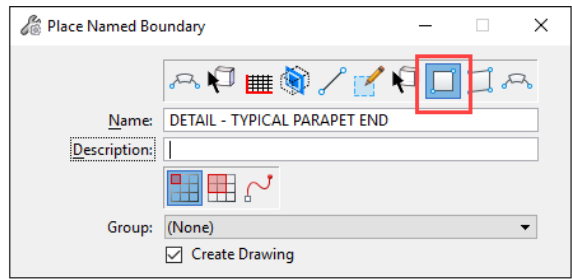 Place Named Boundary
Name: DETAIL - TYPICAL PARAPET END
Description:
Group: (None)
Create Drawing